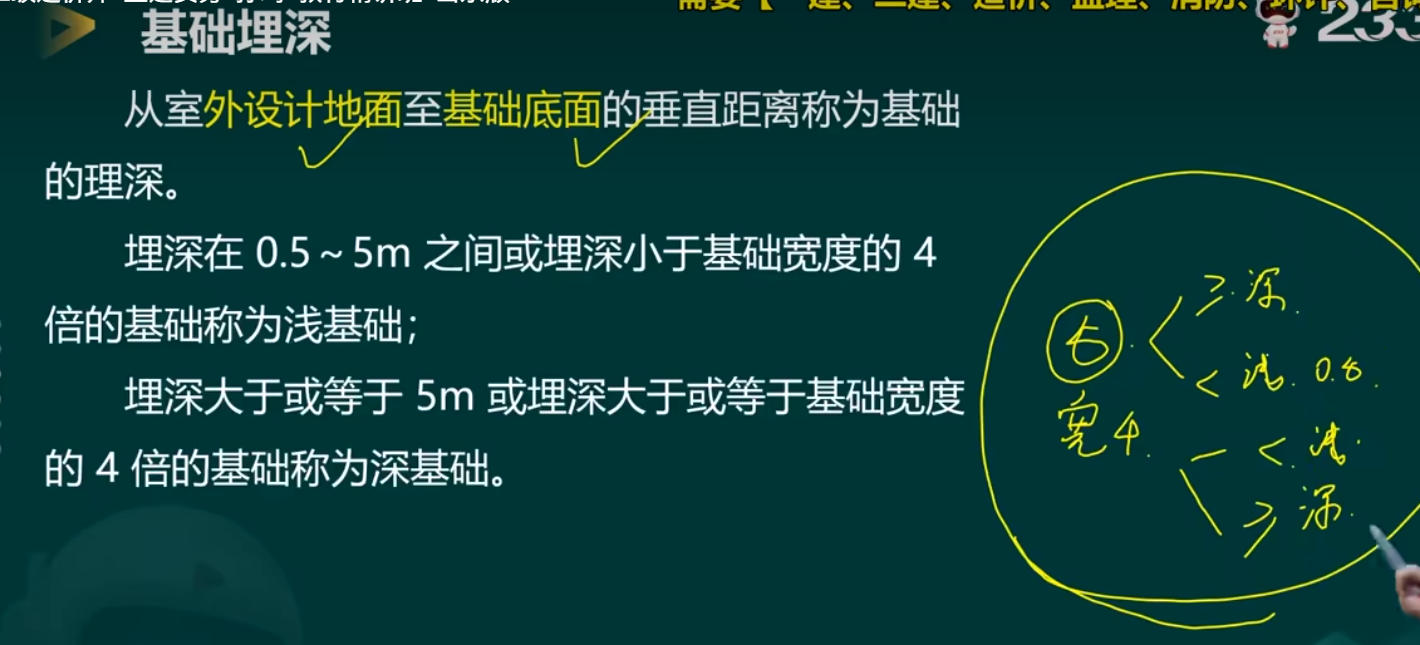 需要【一建、二建、造价、监理、消防、环评、
基础埋深
233
从室外设计地面至基础底面的垂直距离称为基础
的理深。
埋深在 0.5～5m 之间或埋深小于基础宽度的 4
倍的基础称为浅基础；
埋深大于或等于 5m 或埋深大于或等于基础宽度
的 4 倍的基础称为深基础。
≥ 深
5
< 浅 0.5
宽4
< 浅
≥ 深